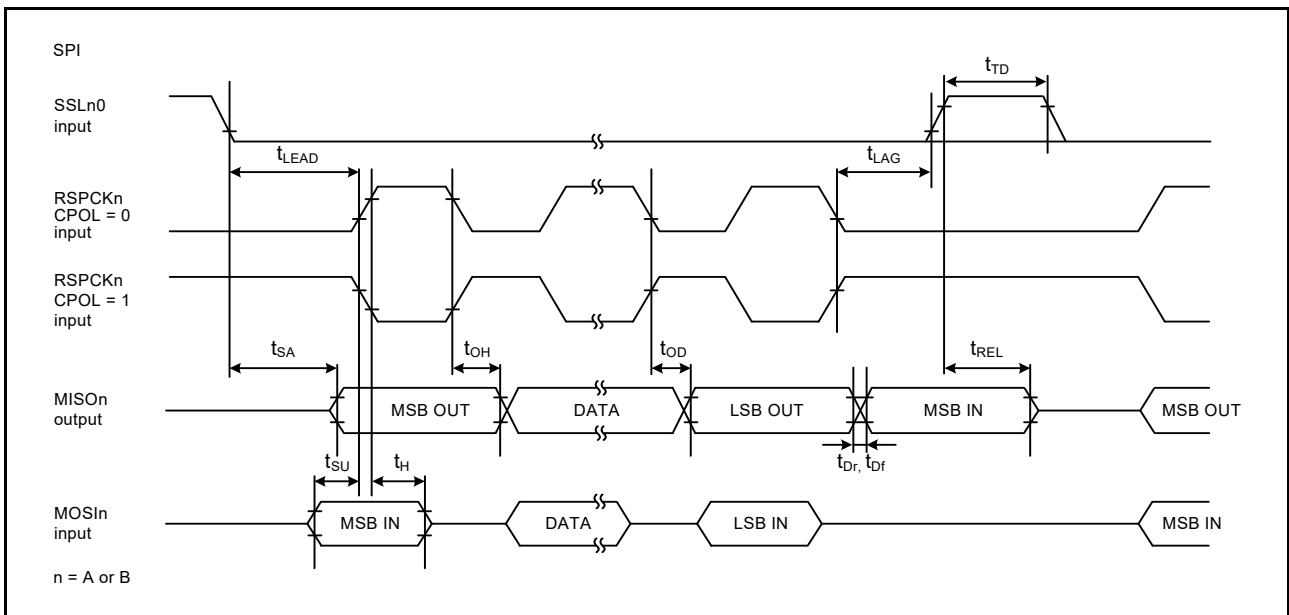 SPI
SSLn0
input
tTD
tLEAD
tLAG
RSPCKn
CPOL = 0
input
RSPCKn
CPOL = 1
input
tSA
tOH
tOD
tREL
MISOn
output
MSB OUT
DATA
LSB OUT
MSB IN
MSB OUT
tSU
tH
tDr, tDf
MOSIn
input
MSB IN
DATA
LSB IN
MSB IN
n = A or B